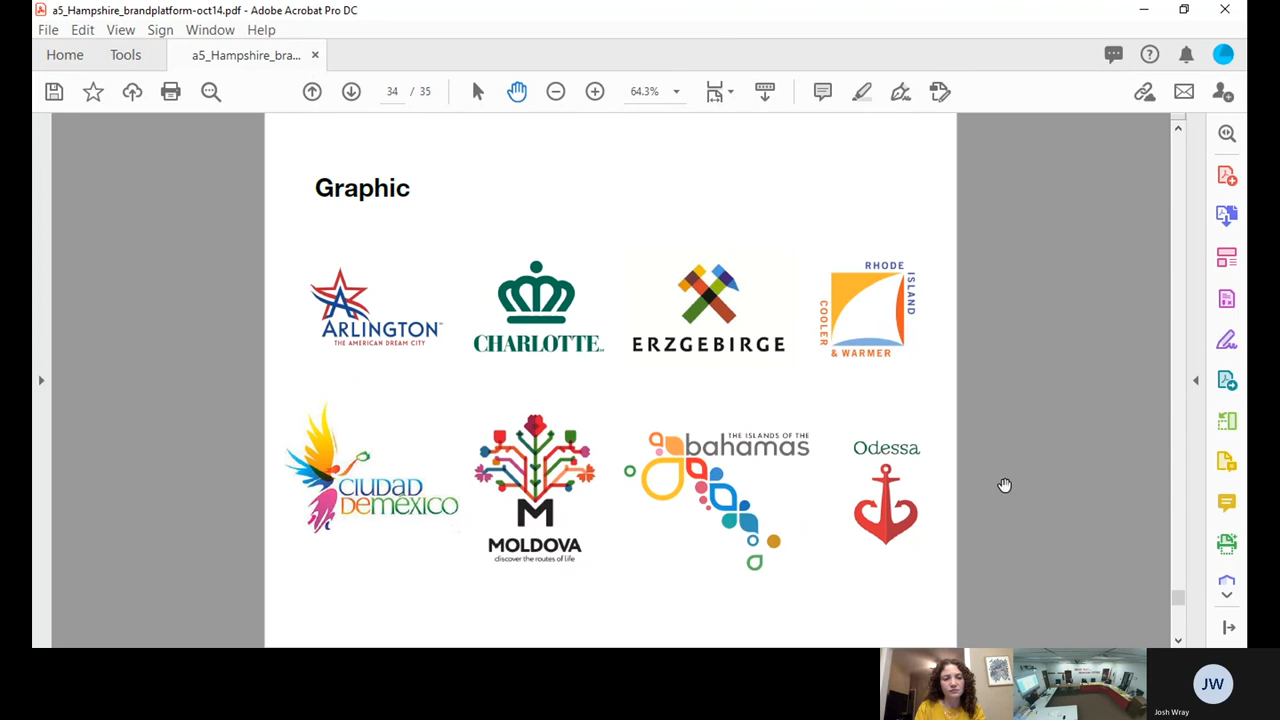 a5_Hampshire_brandplatform-oct14.pdf - Adobe Acrobat Pro DC
File Edit View Sign Window Help
Home Tools a5_Hampshire_bra... ×
34 / 35 64.3%
Graphic
ARLINGTON™
THE AMERICAN DREAM CITY
CHARLOTTE
ERZGEBIRGE
RHODE
ISLAND
COOLER
& WARMER
CIUDAD
DEMÉXICO
M
MOLDOVA
discover the routes of life
THE ISLANDS OF THE
bahamas
Odessa
JW
Josh Wray